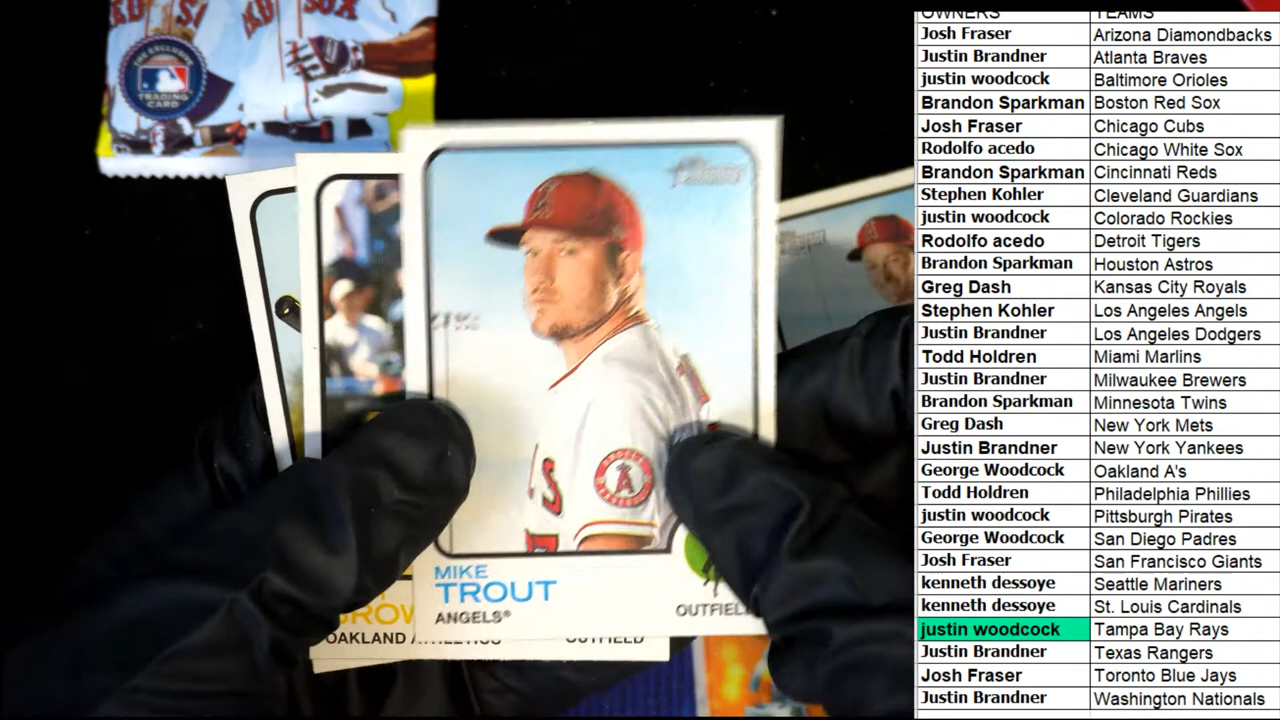 RED S
SOX
TRADING
CARD
MIKE
TROUT
ANGELS®
OUTFIEL
BROW
OAKLAND ATHLETICS
OUTFIELD
OWNERS TEAMS
Josh Fraser Arizona Diamondbacks
Justin Brandner Atlanta Braves
justin woodcock Baltimore Orioles
Brandon Sparkman Boston Red Sox
Josh Fraser Chicago Cubs
Rodolfo acedo Chicago White Sox
Brandon Sparkman Cincinnati Reds
Stephen Kohler Cleveland Guardians
justin woodcock Colorado Rockies
Rodolfo acedo Detroit Tigers
Brandon Sparkman Houston Astros
Greg Dash Kansas City Royals
Stephen Kohler Los Angeles Angels
Justin Brandner Los Angeles Dodgers
Todd Holdren Miami Marlins
Justin Brandner Milwaukee Brewers
Brandon Sparkman Minnesota Twins
Greg Dash New York Mets
Justin Brandner New York Yankees
George Woodcock Oakland A's
Todd Holdren Philadelphia Phillies
justin woodcock Pittsburgh Pirates
George Woodcock San Diego Padres
Josh Fraser San Francisco Giants
kenneth dessoye Seattle Mariners
kenneth dessoye St. Louis Cardinals
justin woodcock Tampa Bay Rays
Justin Brandner Texas Rangers
Josh Fraser Toronto Blue Jays
Justin Brandner Washington Nationals